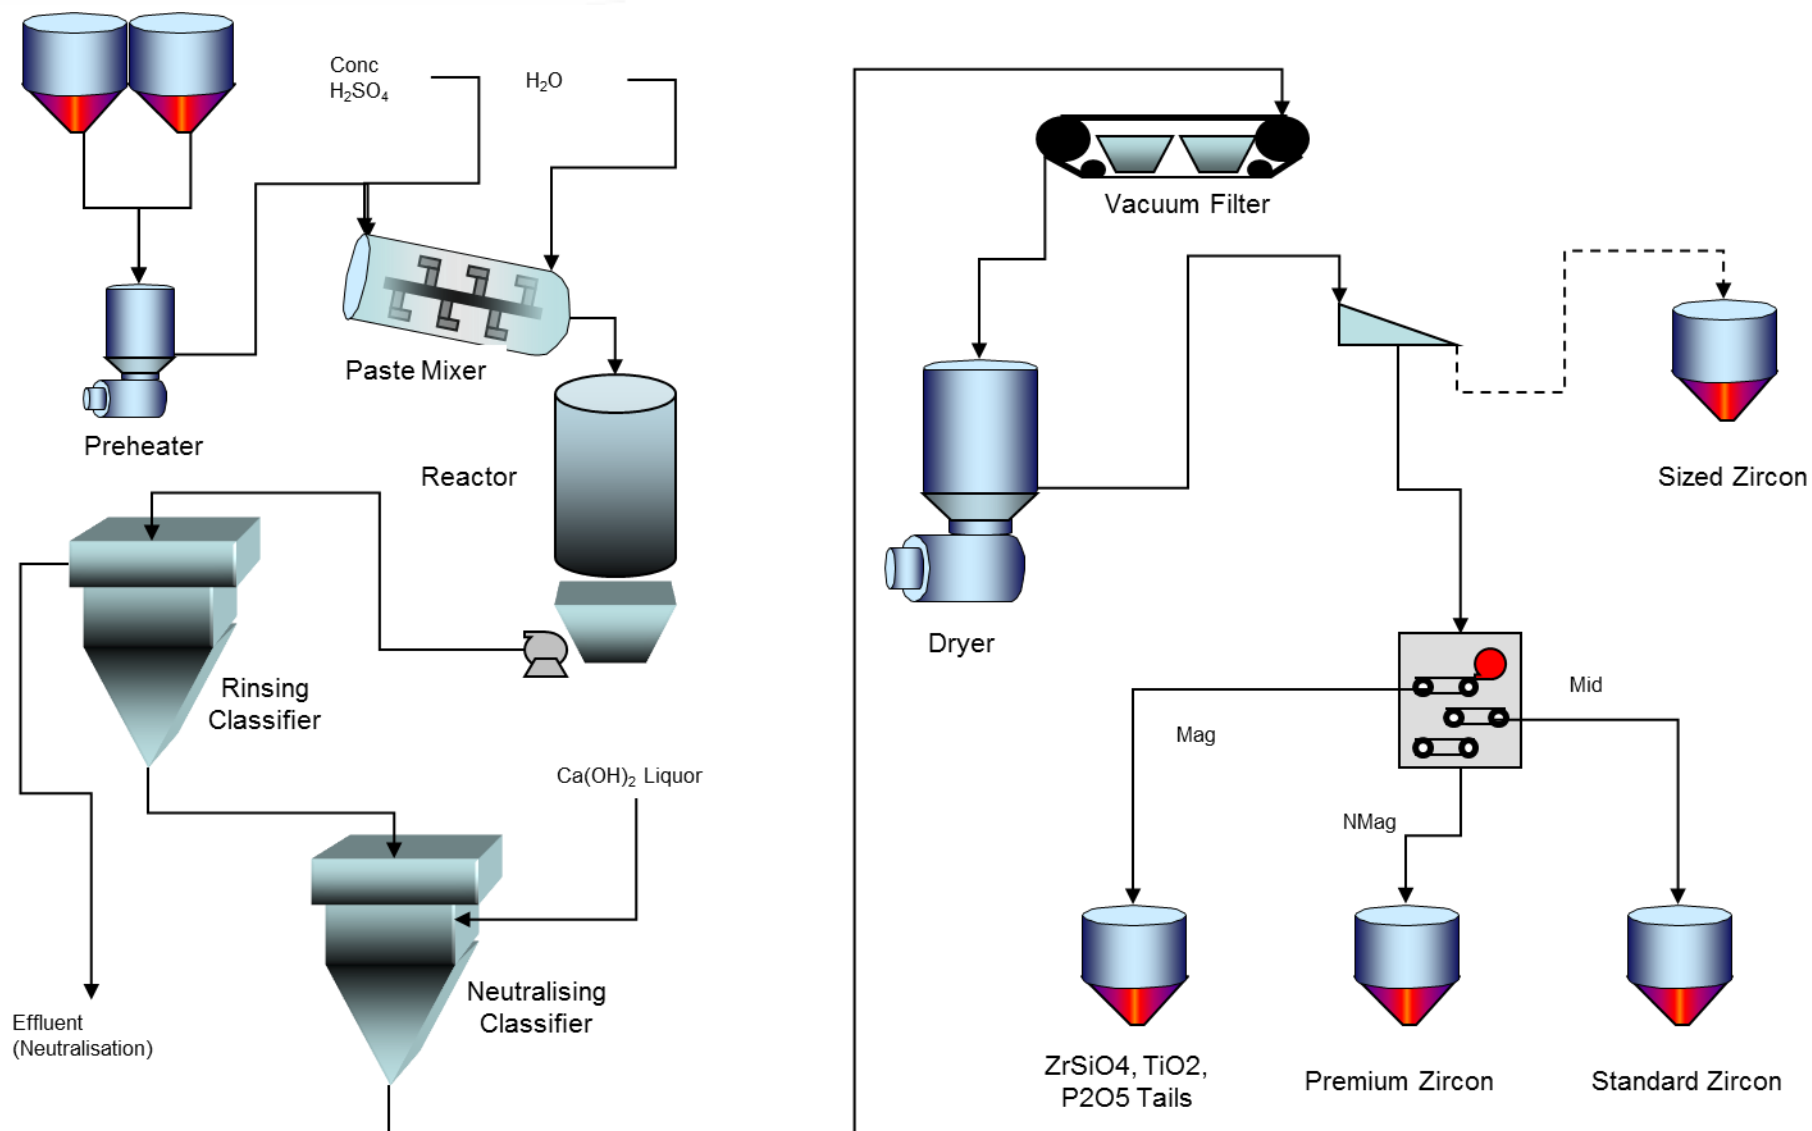 Conc
H₂SO₄
H₂O
Preheater
Paste Mixer
Reactor
Rinsing
Classifier
Ca(OH)₂ Liquor
Neutralising
Classifier
Effluent
(Neutralisation)
Vacuum Filter
Sized Zircon
Dryer
Mid
Mag
NMag
ZrSiO4, TiO2,
P2O5 Tails
Premium Zircon
Standard Zircon